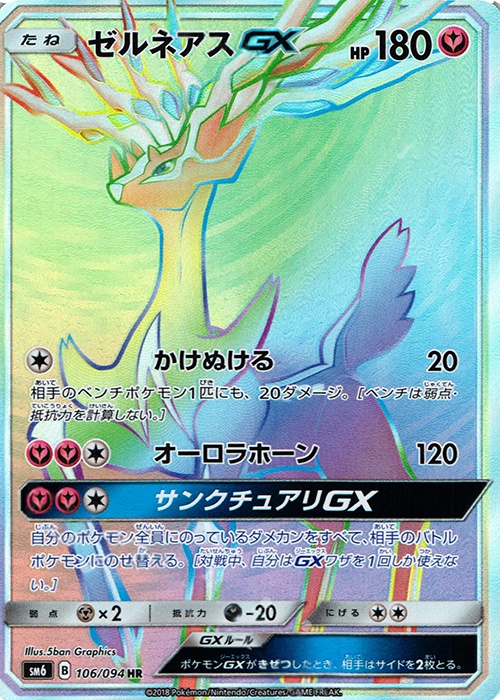 たね ゼルネアスGX HP 180
かけぬける 20
相手のベンチポケモン1匹にも、20ダメージ。[ベンチは弱点・
抵抗力を計算しない。]
オーロラホーン 120
サンクチュアリGX
自分のポケモン全員にのっているダメカンをすべて、相手のバトル
ポケモンにのせ替える。[対戦中、自分はGXワザを1回しか使えな
い。]
弱点 ×2 抵抗力 -20 にげる
Illus.5ban Graphics
GXルール
SM6 B 106/094 HR
ポケモンGXがきぜつしたとき、相手はサイドを2枚とる。
©2018 Pokémon/Nintendo/Creatures/GAME FREAK.